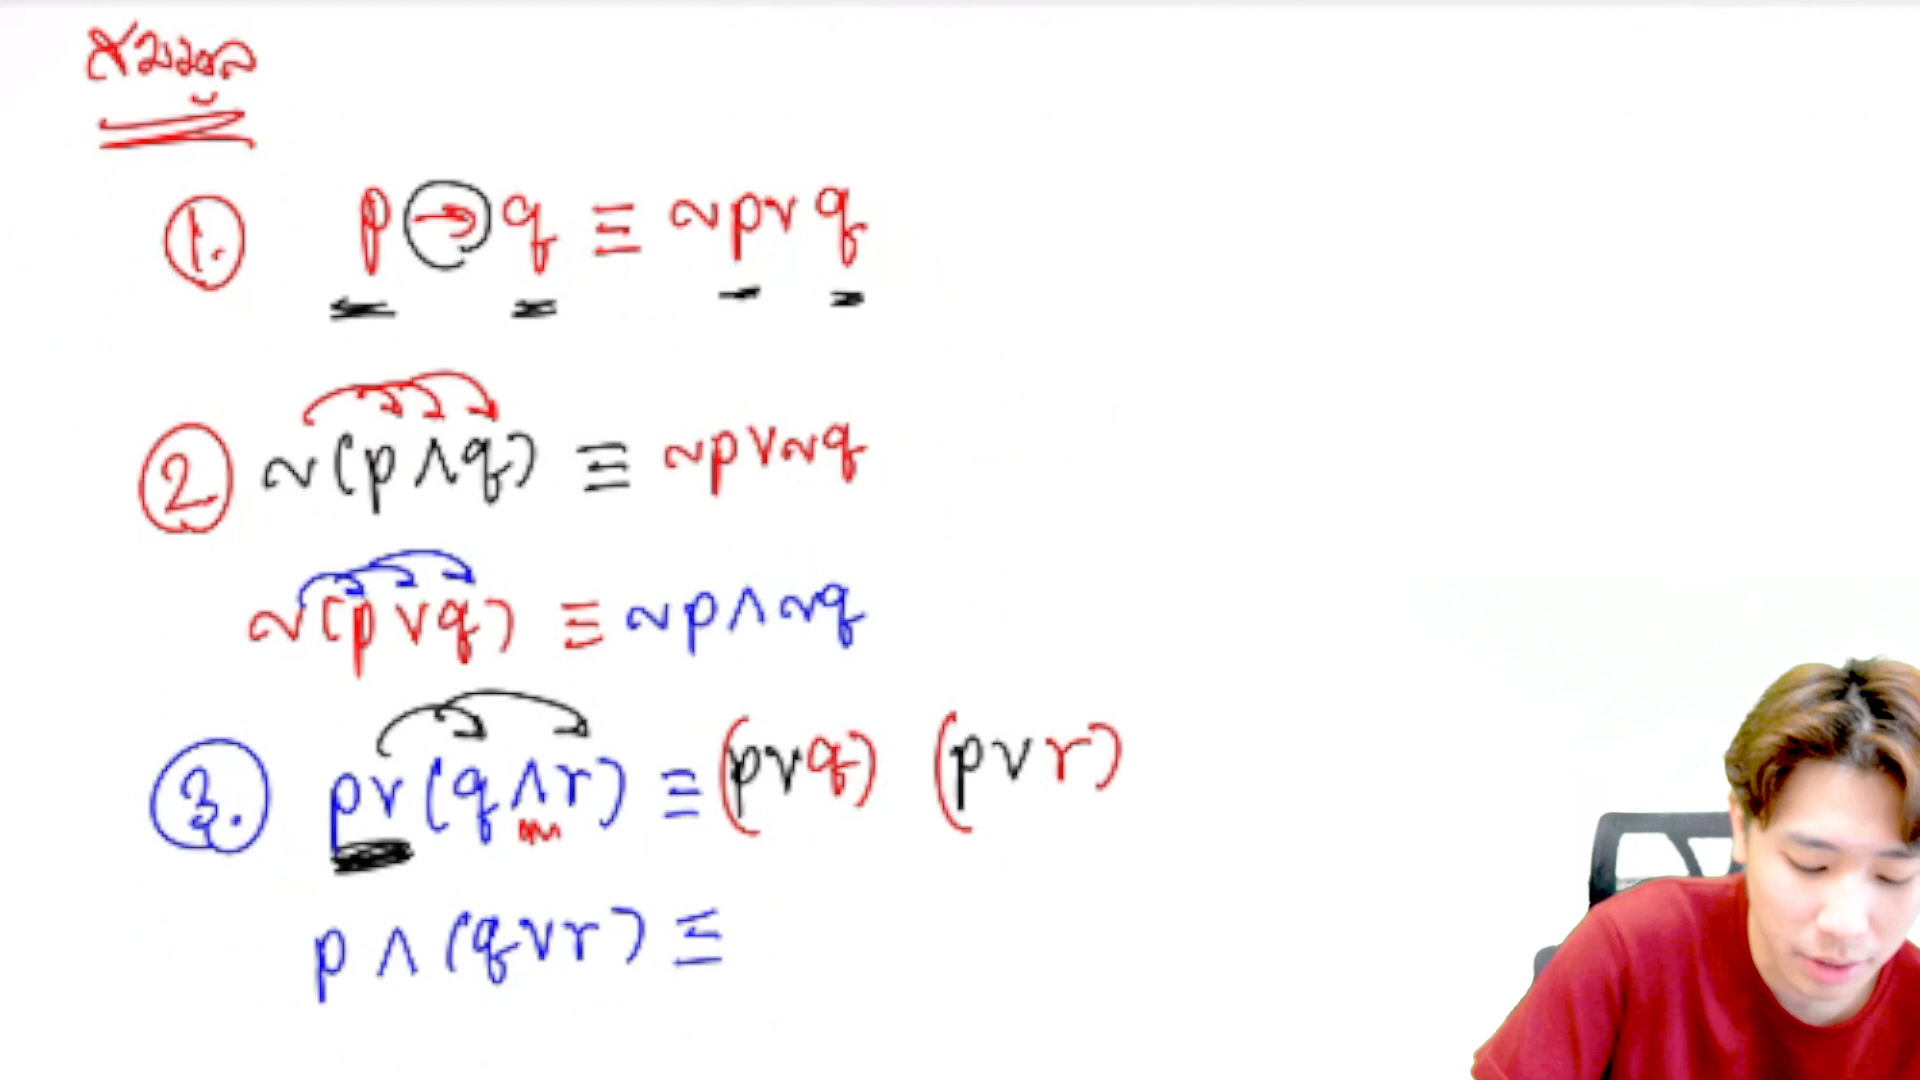 สมมูล
1. p → q ≡ ~p ∨ q
2 ~(p ∧ q) ≡ ~p ∨ ~q
~(p ∨ q) ≡ ~p ∧ ~q
3. p ∨ (q ∧ r) ≡ (p ∨ q) (p ∨ r)
p ∧ (q ∨ r) ≡